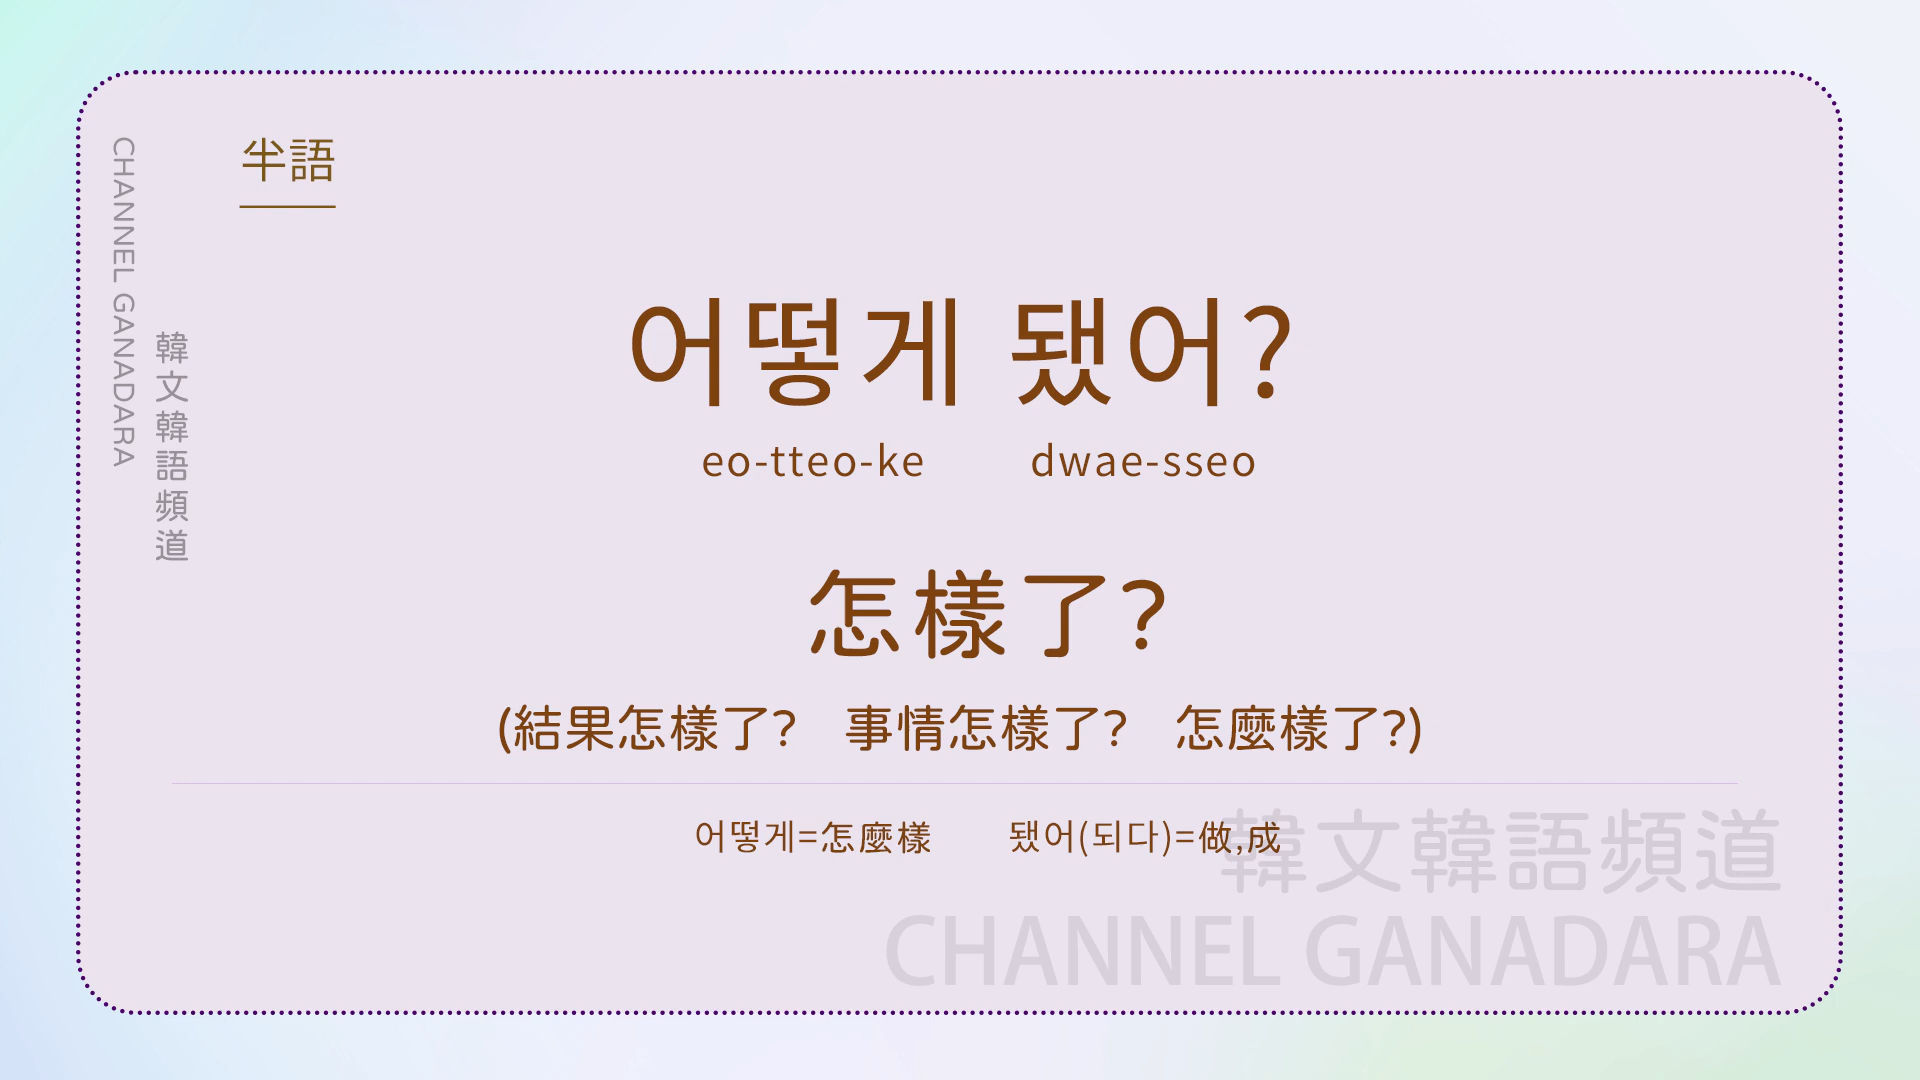 半語
CHANNEL GANADARA
韓文韓語頻道
어떻게 됐어?
eo-tteo-ke dwae-sseo
怎樣了?
(結果怎樣了? 事情怎樣了? 怎麼樣了?)
어떻게=怎麼樣 됐어(되다)=做,成
韓文韓語頻道
CHANNEL GANADARA